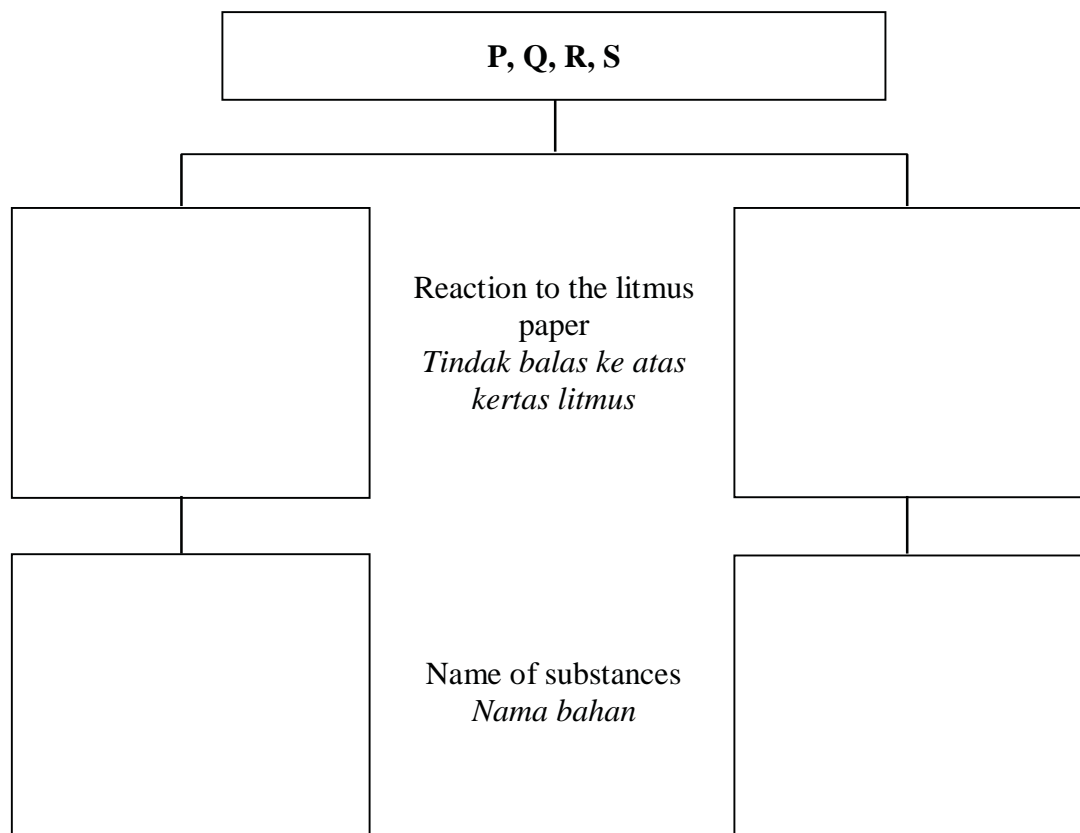 P, Q, R, S
Reaction to the litmus
paper
Tindak balas ke atas
kertas litmus
Name of substances
Nama bahan